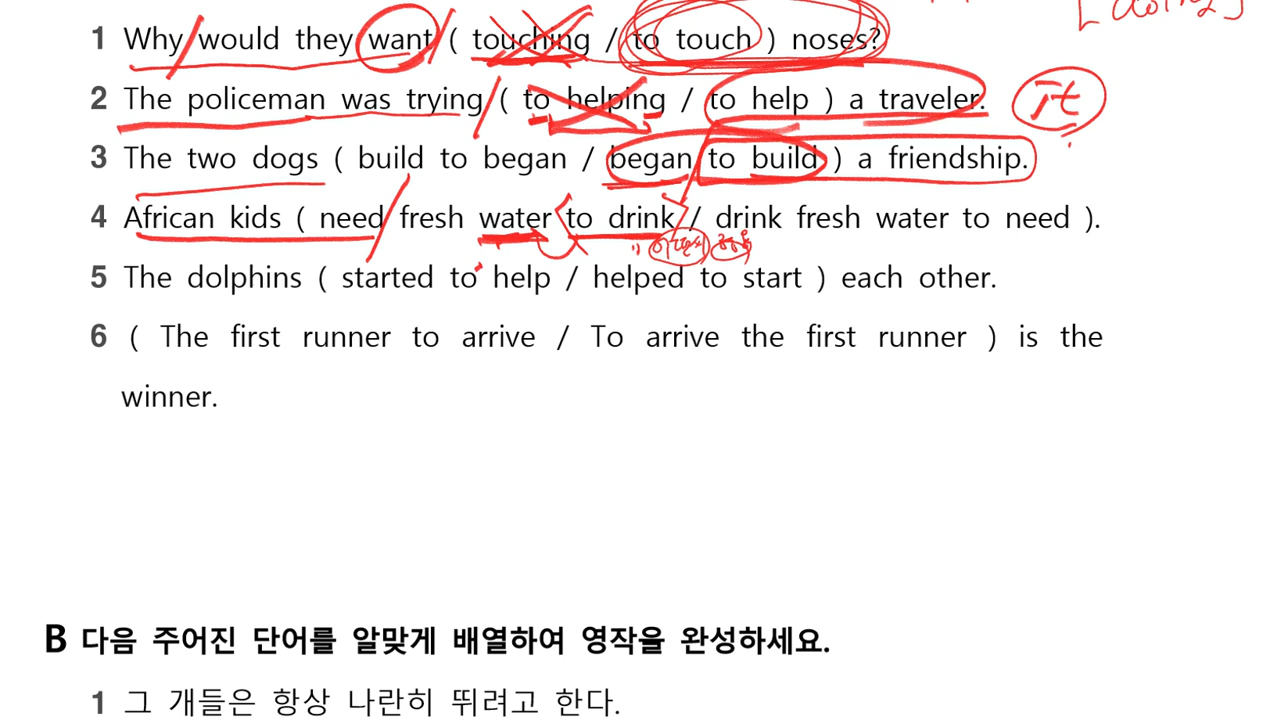 [doing]
1 Why would they want ( touching / to touch ) noses?
2 The policeman was trying ( to helping / to help ) a traveler. it
3 The two dogs ( build to began / began to build ) a friendship.
4 African kids ( need fresh water to drink / drink fresh water to need ).
5 The dolphins ( started to help / helped to start ) each other.
6 ( The first runner to arrive / To arrive the first runner ) is the
winner.
B 다음 주어진 단어를 알맞게 배열하여 영작을 완성하세요.
1 그 개들은 항상 나란히 뛰려고 한다.